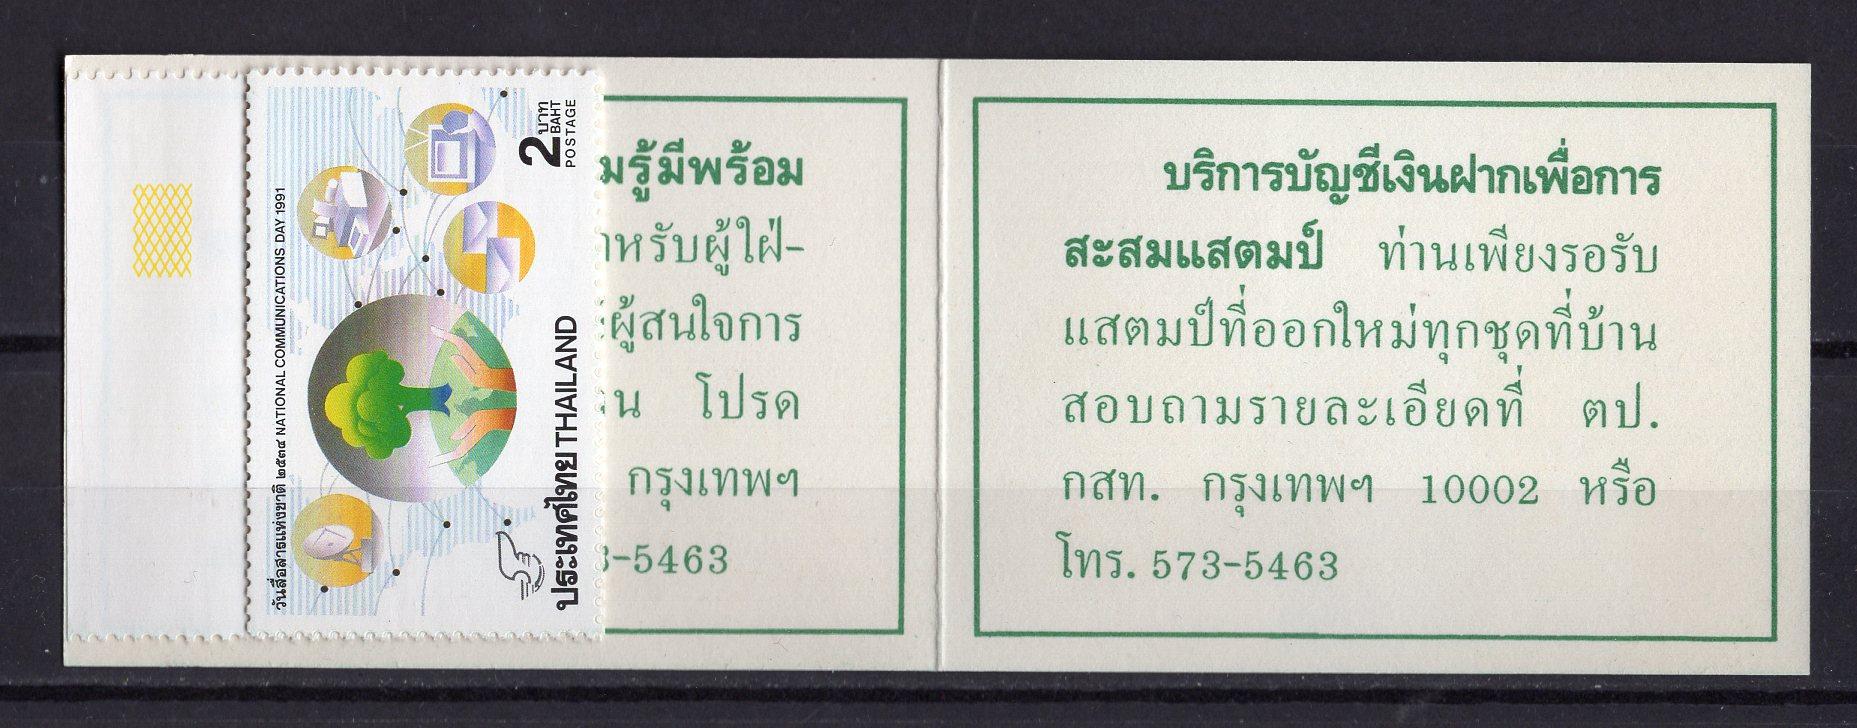 วันสื่อสารแห่งชาติ ๒๕๓๔ NATIONAL COMMUNICATIONS DAY 1991
2 บาท BAHT
POSTAGE
ประเทศไทย THAILAND
มรู้มีพร้อม
หรับผู้ใฝ่-
ผู้สนใจการ
น โปรด
กรุงเทพฯ
3-5463
บริการบัญชีเงินฝากเพื่อการ
สะสมแสตมป์ ท่านเพียงรอรับ
แสตมป์ที่ออกใหม่ทุกชุดที่บ้าน
สอบถามรายละเอียดที่ ตป.
กสท. กรุงเทพฯ 10002 หรือ
โทร. 573-5463